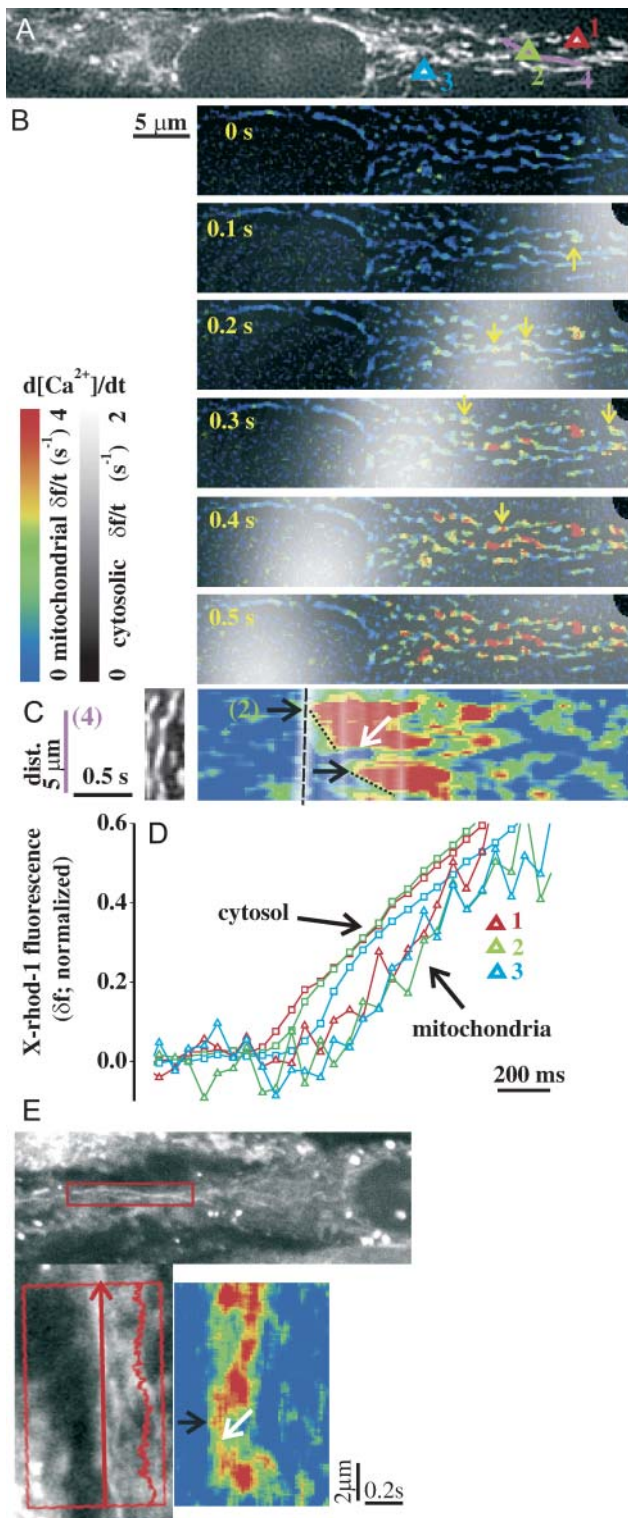 A
1
2
3
4
B
5 μm
0 s
0.1 s
0.2 s
0.3 s
0.4 s
0.5 s
d[Ca²⁺]/dt
0 mitochondrial δf/t (s⁻¹) 4
0 cytosolic δf/t (s⁻¹) 2
C
(4)
dist.
5 μm
0.5 s
(2)
D
X-rhod-1 fluorescence
(δf; normalized)
0.6
0.4
0.2
0.0
cytosol
mitochondria
1
2
3
200 ms
E
2μm
0.2s